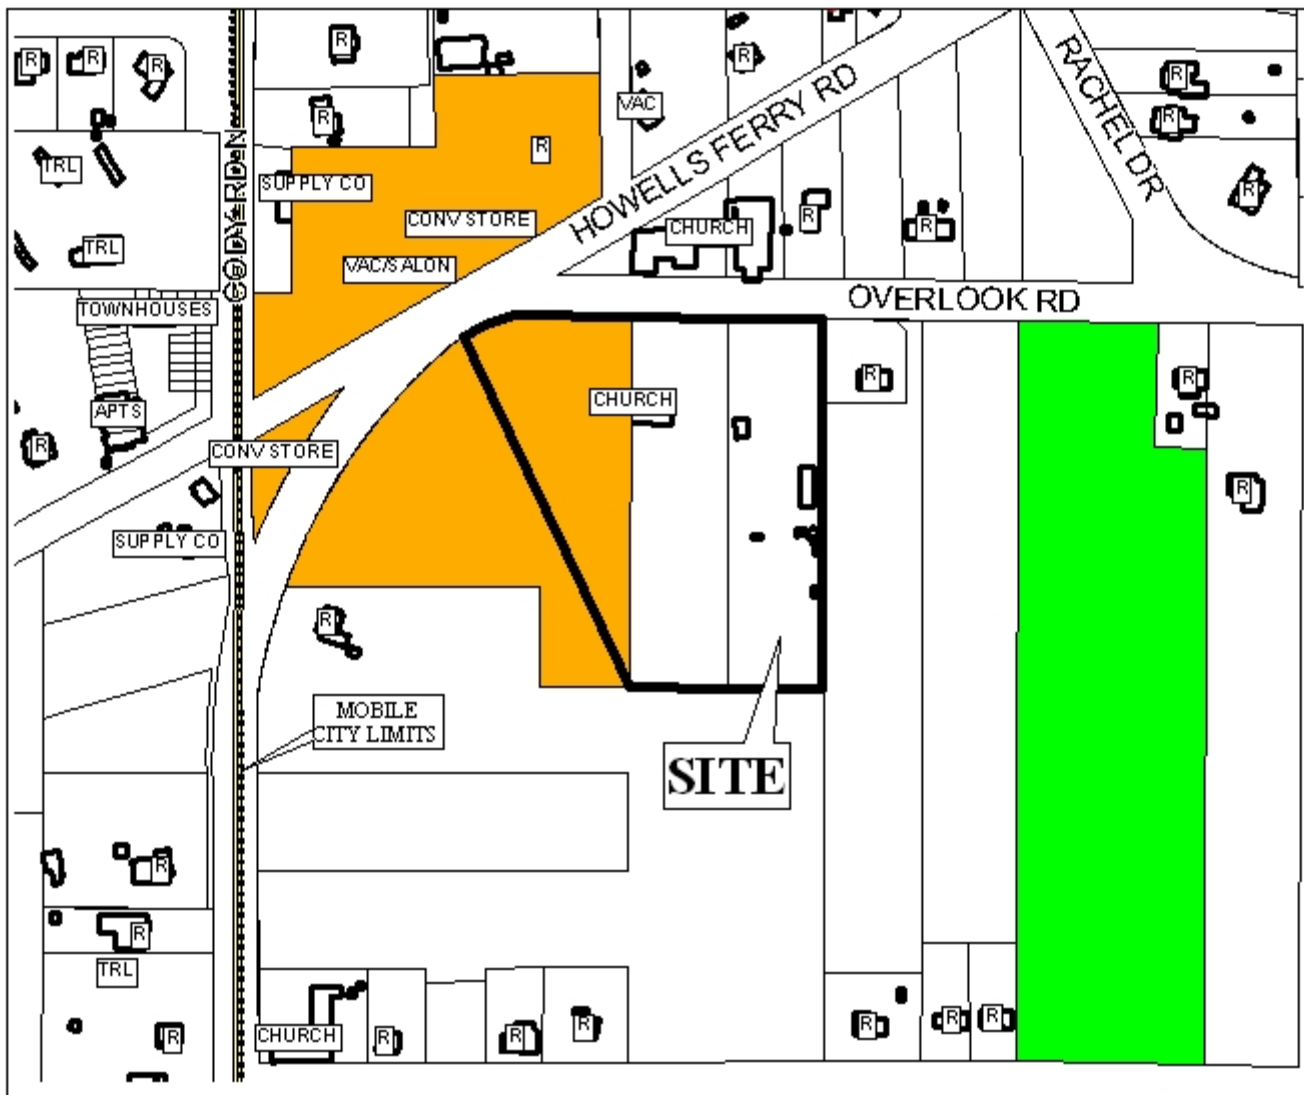 R
R
R
R
R
R
R
VAC
R
TRL
R
SUPPLY CO
CONV STORE
HOWELLS FERRY RD
RACHEL DR
R
CHURCH
R
R
TRL
VAC/SALON
CODY RD N
OVERLOOK RD
TOWNHOUSES
R
R
CHURCH
APTS
R
CONV STORE
R
SUPPLY CO
R
MOBILE
CITY LIMITS
SITE
R
R
TRL
R
CHURCH
R
R
R
R
R
R